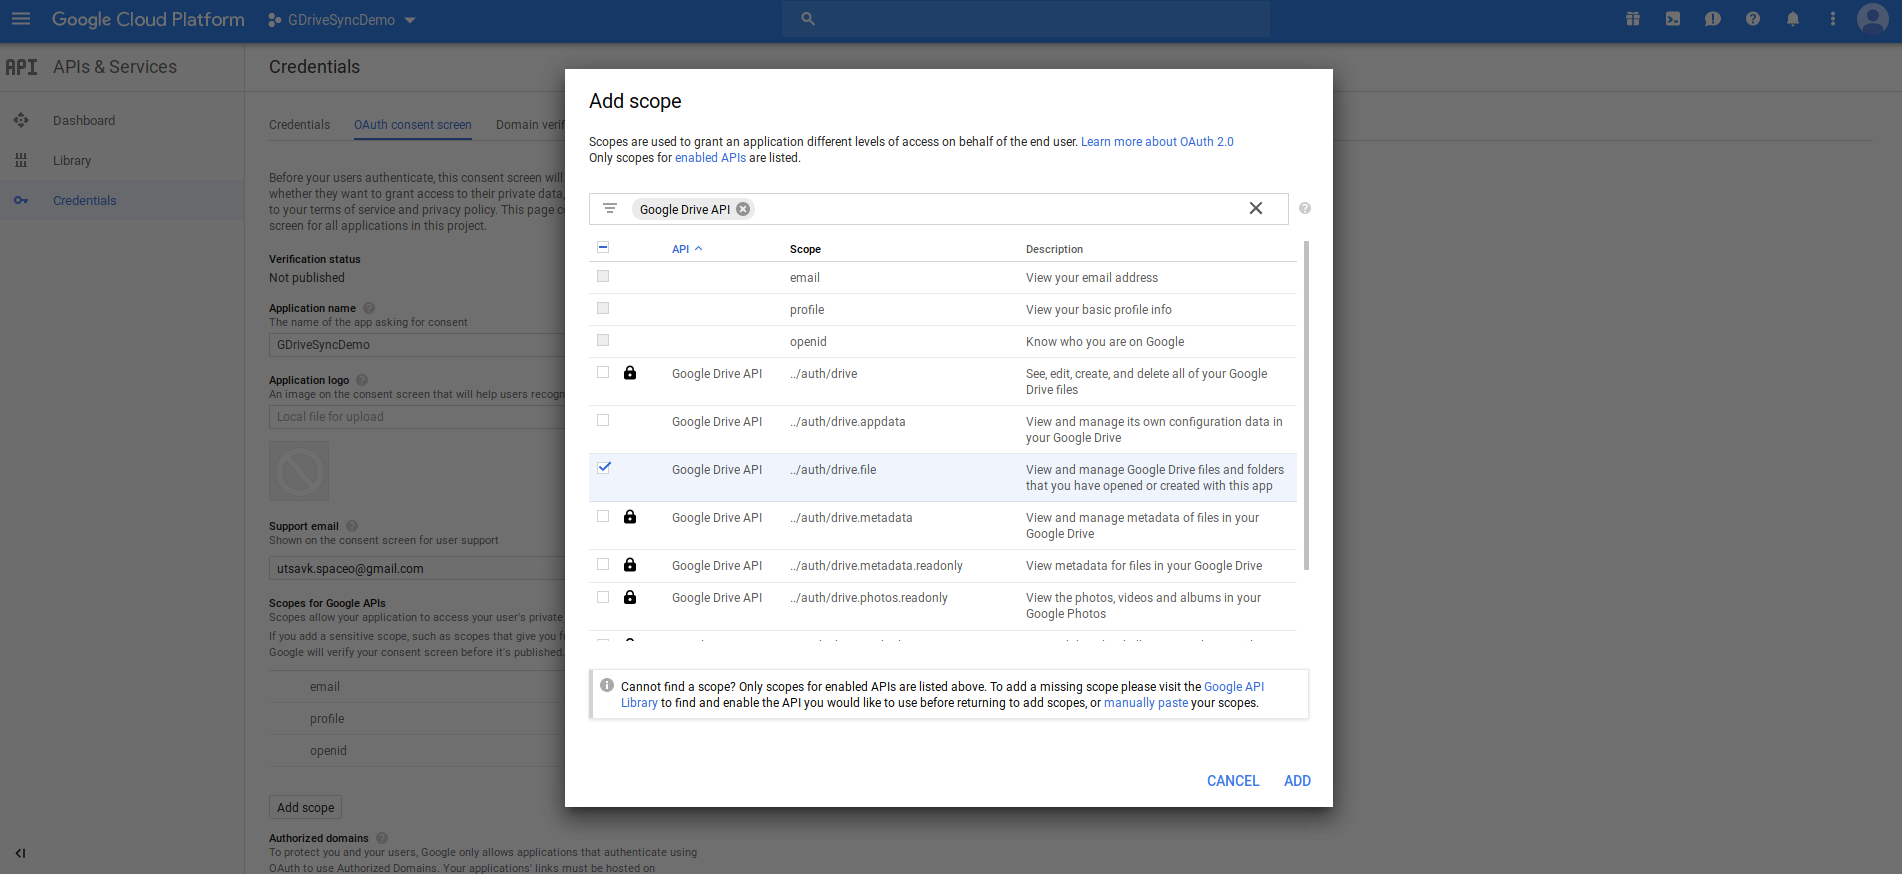 Google Cloud Platform
GDriveSyncDemo
API APIs & Services
Dashboard
Library
Credentials
Credentials
Credentials
OAuth consent screen
Domain verif
Before your users authenticate, this consent screen will
whether they want to grant access to their private data,
to your terms of service and privacy policy. This page c
screen for all applications in this project.
Verification status
Not published
Application name
The name of the app asking for consent
GDriveSyncDemo
Application logo
An image on the consent screen that will help users recogn
Local file for upload
Support email
Shown on the consent screen for user support
utsavk.spaceo@gmail.com
Scopes for Google APIs
Scopes allow your application to access your user's private
If you add a sensitive scope, such as scopes that give you fu
Google will verify your consent screen before it's published.
email
profile
openid
Add scope
Authorized domains
To protect you and your users, Google only allows applications that authenticate using
OAuth to use Authorized Domains. Your applications' links must be hosted on
Add scope
Scopes are used to grant an application different levels of access on behalf of the end user. Learn more about OAuth 2.0
Only scopes for enabled APIs are listed.
Google Drive API
API Scope Description
email View your email address
profile View your basic profile info
openid Know who you are on Google
Google Drive API ../auth/drive See, edit, create, and delete all of your Google
Drive files
Google Drive API ../auth/drive.appdata View and manage its own configuration data in
your Google Drive
Google Drive API ../auth/drive.file View and manage Google Drive files and folders
that you have opened or created with this app
Google Drive API ../auth/drive.metadata View and manage metadata of files in your
Google Drive
Google Drive API ../auth/drive.metadata.readonly View metadata for files in your Google Drive
Google Drive API ../auth/drive.photos.readonly View the photos, videos and albums in your
Google Photos
Cannot find a scope? Only scopes for enabled APIs are listed above. To add a missing scope please visit the Google API
Library to find and enable the API you would like to use before returning to add scopes, or manually paste your scopes.
CANCEL
ADD